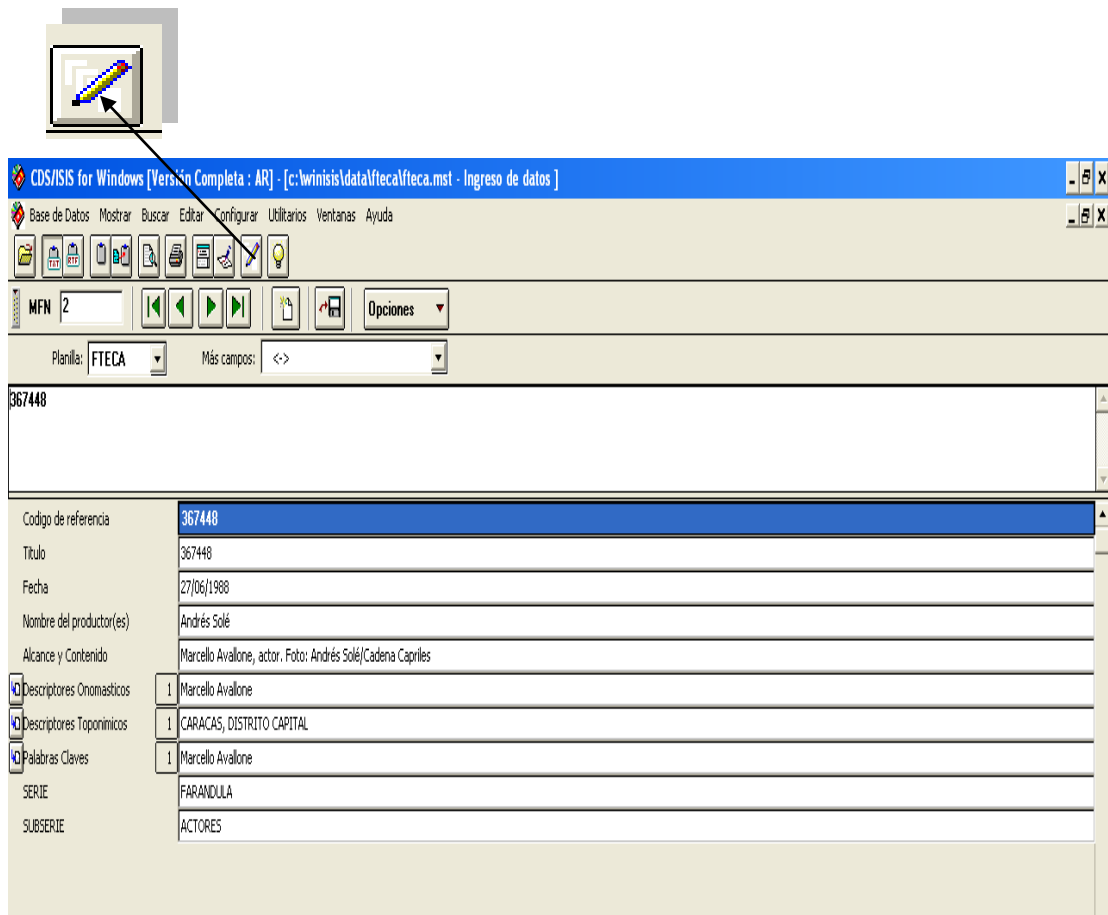 CDS/ISIS for Windows [Versión Completa : AR] - [c:\winisis\data\fteca\fteca.mst - Ingreso de datos ]
Base de Datos Mostrar Buscar Editar Configurar Utilitarios Ventanas Ayuda
TXT RTF
MFN 2 Opciones
Planilla: FTECA Más campos: <->
367448
Codigo de referencia 367448
Titulo 367448
Fecha 27/06/1988
Nombre del productor(es) Andrés Solé
Alcance y Contenido Marcello Avallone, actor. Foto: Andrés Solé/Cadena Capriles
Descriptores Onomasticos 1 Marcello Avallone
Descriptores Toponimicos 1 CARACAS, DISTRITO CAPITAL
Palabras Claves 1 Marcello Avallone
SERIE FARANDULA
SUBSERIE ACTORES